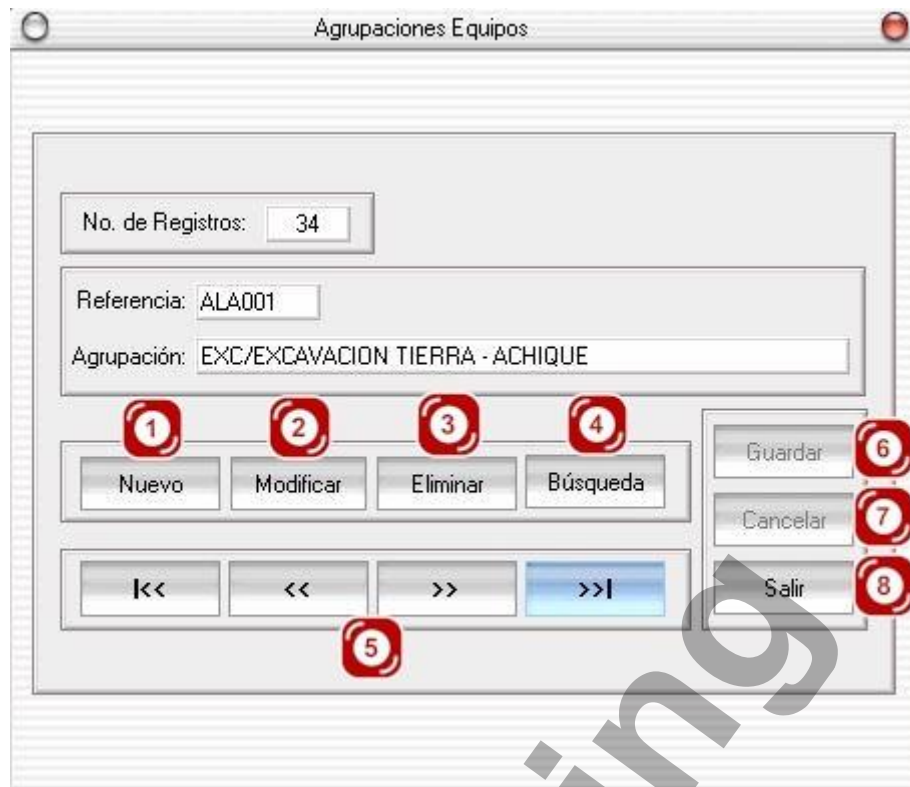 Agrupaciones Equipos
No. de Registros: 34
Referencia: ALA001
Agrupación: EXC/EXCAVACION TIERRA - ACHIQUE
1 2 3 4
Nuevo Modificar Eliminar Búsqueda
Guardar 6
Cancelar 7
Salir 8
|<< << >> >>|
5
ing